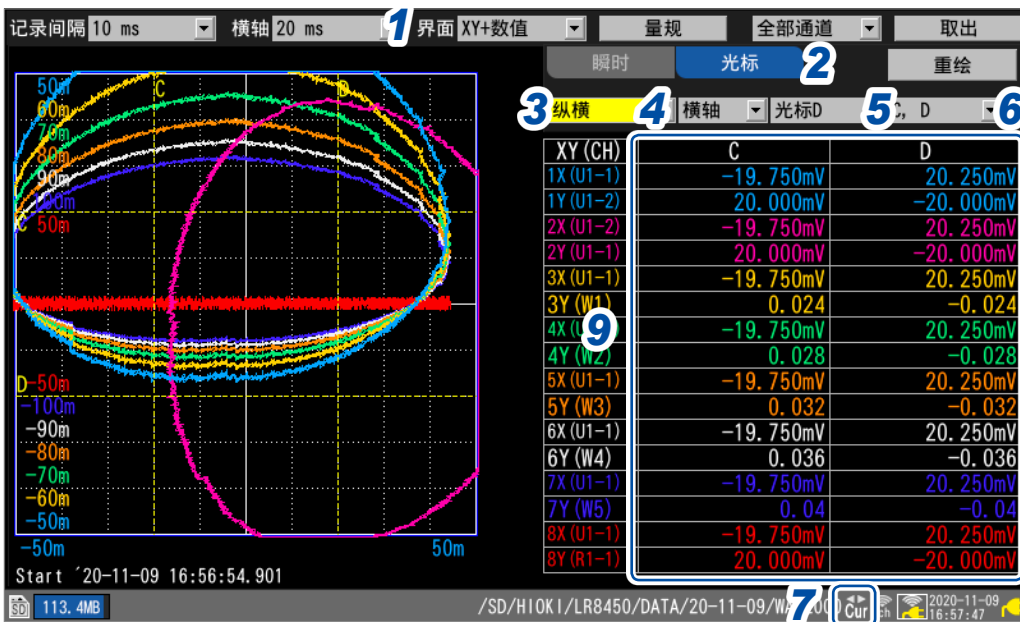 记录间隔 10 ms 横轴 20 ms 1 界面 XY+数值 量规 全部通道 取出
瞬时 光标 2 重绘
3 纵横 4 横轴 光标D 5 C, D 6
50m
60m
70m
80m
90m
100m
C 50m
C D
D-50m
-100m
-90m
-80m
-70m
-60m
-50m
-50m 50m
Start ´20-11-09 16:56:54.901
XY(CH) C D
1X(U1-1) -19.750mV 20.250mV
1Y(U1-2) 20.000mV -20.000mV
2X(U1-2) -19.750mV 20.250mV
2Y(U1-1) 20.000mV -20.000mV
3X(U1-1) -19.750mV 20.250mV
3Y(W1) 0.024 -0.024
4X -19.750mV 20.250mV
9
4Y(W2) 0.028 -0.028
5X(U1-1) -19.750mV 20.250mV
5Y(W3) 0.032 -0.032
6X(U1-1) -19.750mV 20.250mV
6Y(W4) 0.036 -0.036
7X(U1-1) -19.750mV 20.250mV
7Y(W5) 0.04 -0.04
8X(U1-1) -19.750mV 20.250mV
8Y(R1-1) 20.000mV -20.000mV
SD 113.4MB /SD/HIOKI/LR8450/DATA/20-11-09/WA 7 Cur ch 2020-11-09
16:57:47